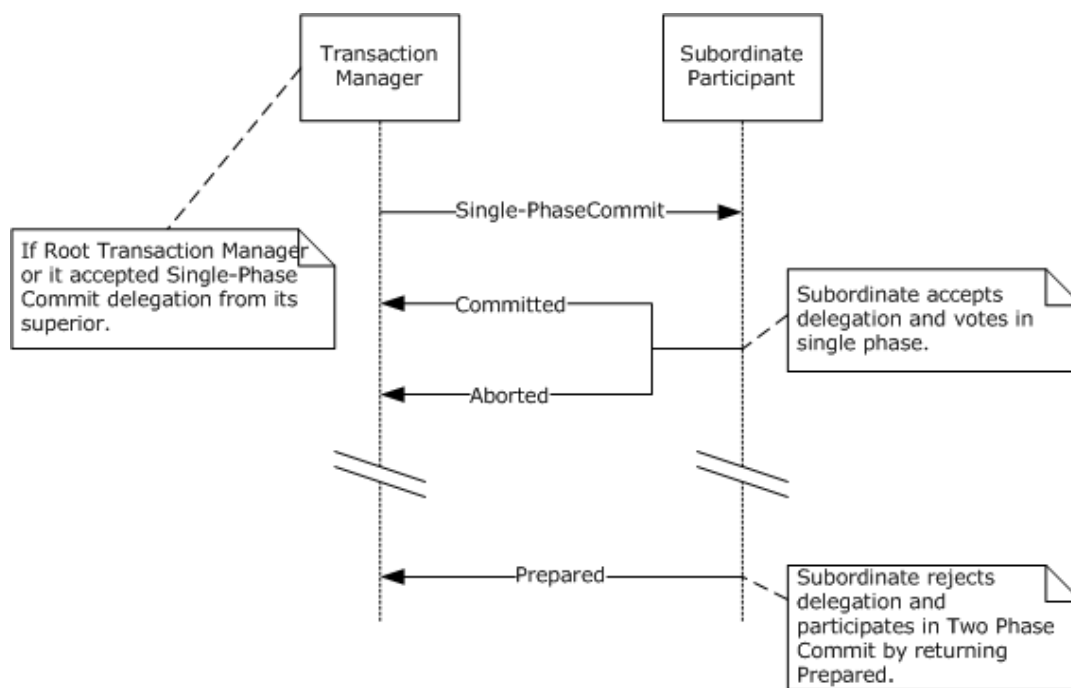 Transaction
Manager
Subordinate
Participant
Single-PhaseCommit
If Root Transaction Manager
or it accepted Single-Phase
Commit delegation from its
superior.
Committed
Subordinate accepts
delegation and votes in
single phase.
Aborted
Prepared
Subordinate rejects
delegation and
participates in Two Phase
Commit by returning
Prepared.